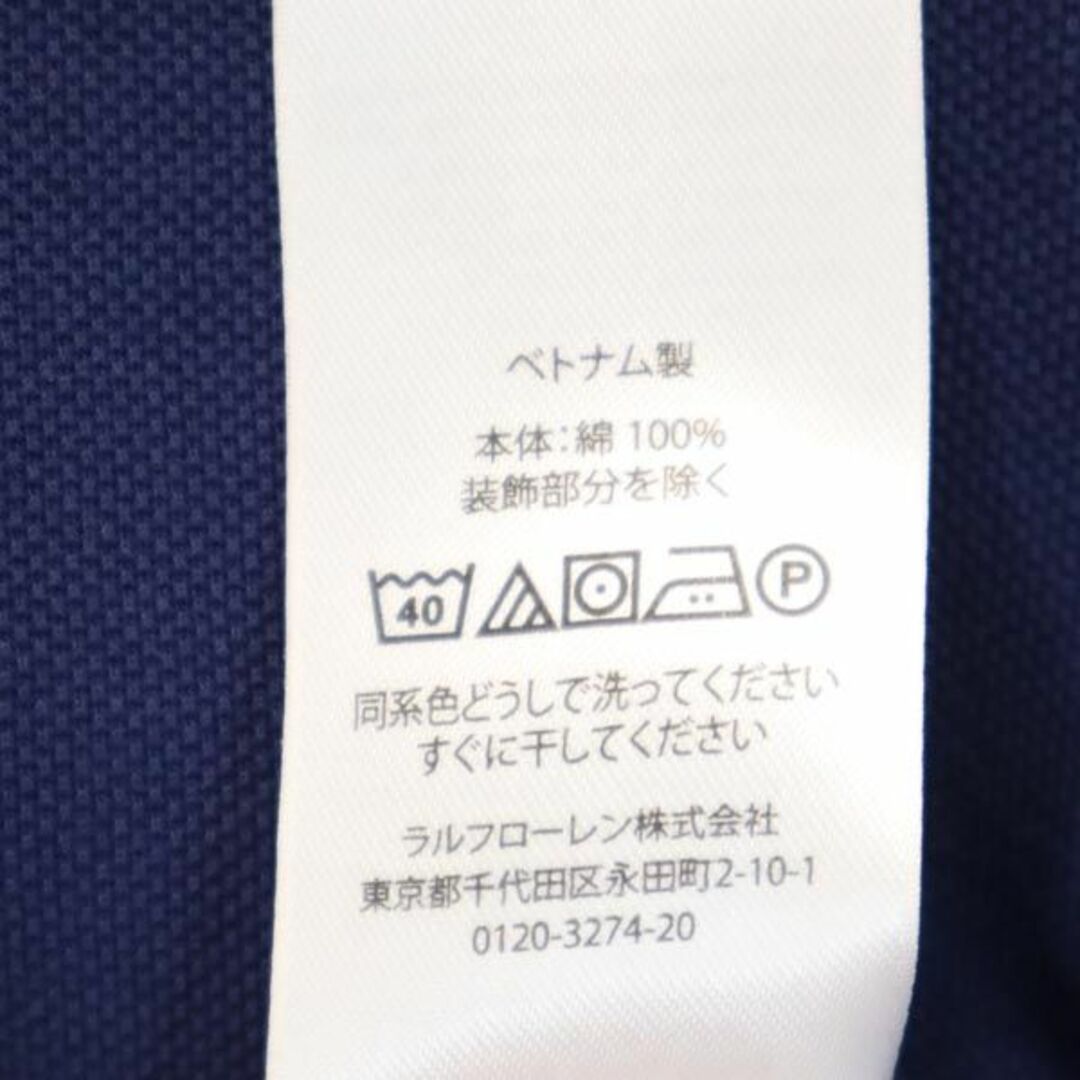 ベトナム製
本体：綿 100%
装飾部分を除く
40 P
同系色どうしで洗ってください
すぐに干してください
ラルフローレン株式会社
東京都千代田区永田町2-10-1
0120-3274-20